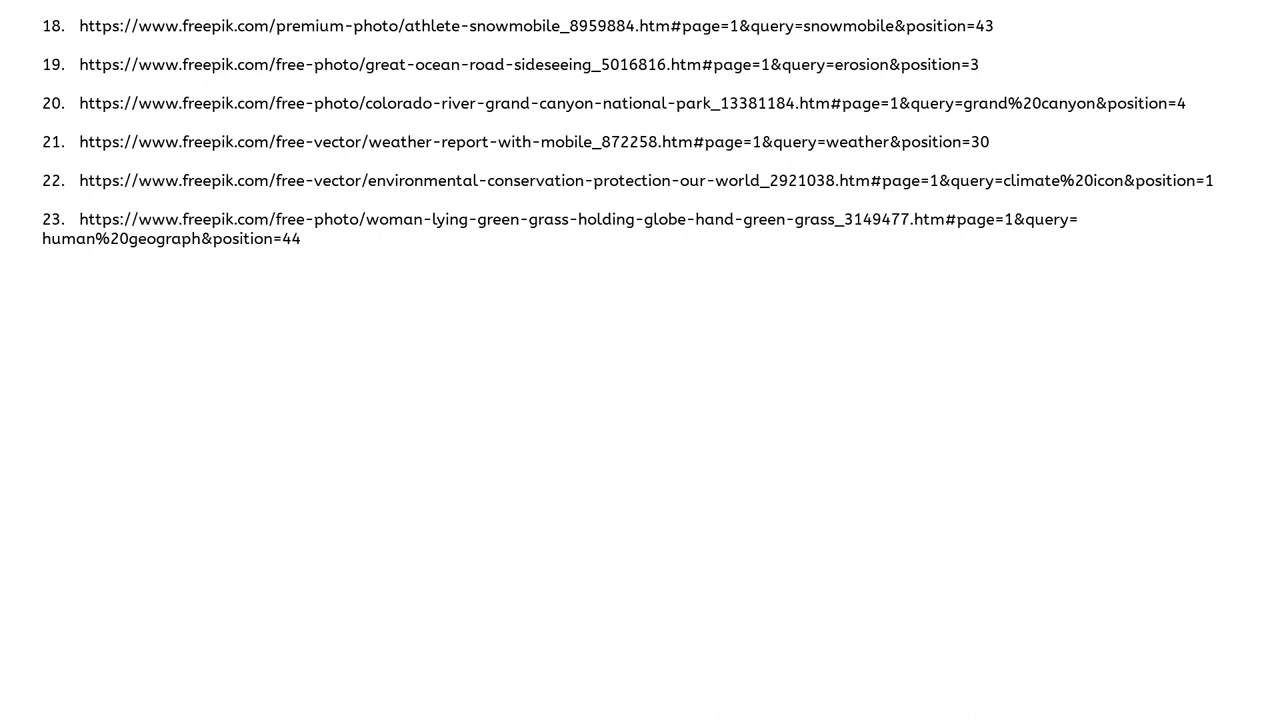 18. https://www.freepik.com/premium-photo/athlete-snowmobile_8959884.htm#page=1&query=snowmobile&position=43
19. https://www.freepik.com/free-photo/great-ocean-road-sideseeing_5016816.htm#page=1&query=erosion&position=3
20. https://www.freepik.com/free-photo/colorado-river-grand-canyon-national-park_13381184.htm#page=1&query=grand%20canyon&position=4
21. https://www.freepik.com/free-vector/weather-report-with-mobile_872258.htm#page=1&query=weather&position=30
22. https://www.freepik.com/free-vector/environmental-conservation-protection-our-world_2921038.htm#page=1&query=climate%20icon&position=1
23. https://www.freepik.com/free-photo/woman-lying-green-grass-holding-globe-hand-green-grass_3149477.htm#page=1&query=
human%20geograph&position=44